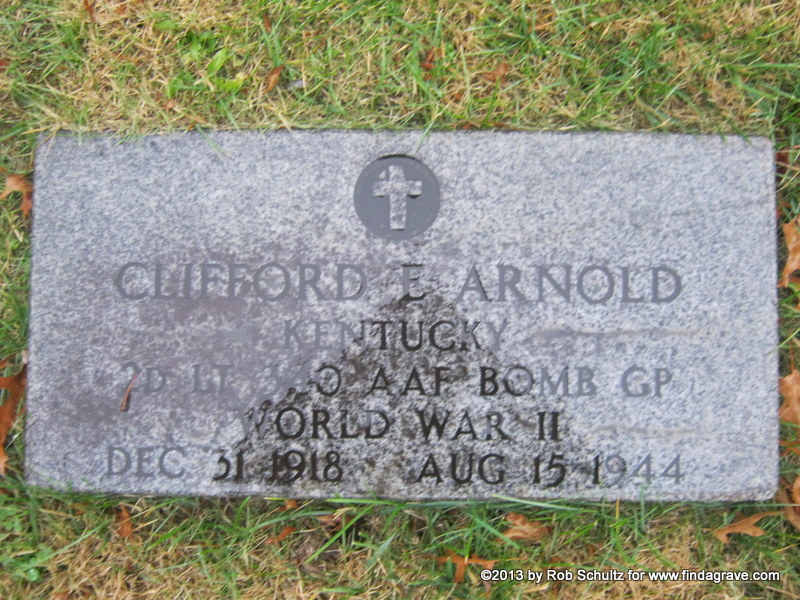 CLIFFORD E ARNOLD
KENTUCKY
2D LT AAF BOMB GP
WORLD WAR II
DEC 31 1918 AUG 15 1944
©2013 by Rob Schultz for www.findagrave.com